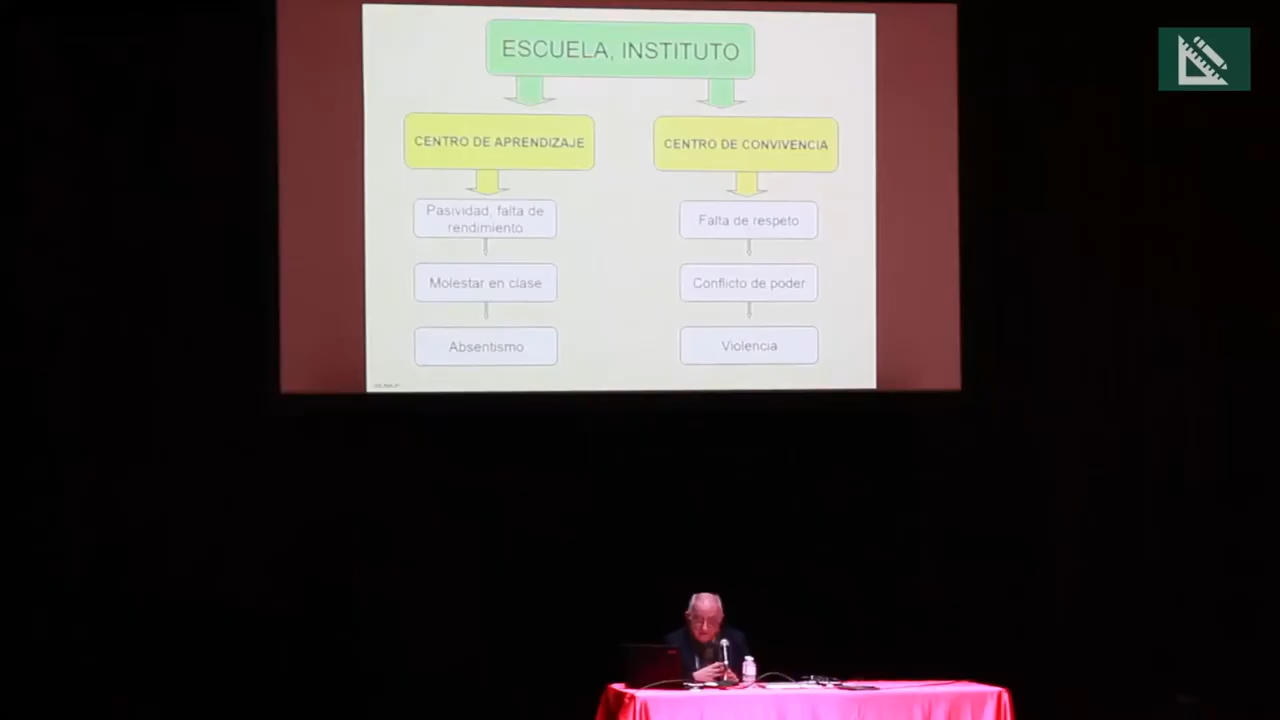 ESCUELA, INSTITUTO
CENTRO DE APRENDIZAJE
Pasividad, falta de
rendimiento
Molestar en clase
Absentismo
CENTRO DE CONVIVENCIA
Falta de respeto
Conflicto de poder
Violencia